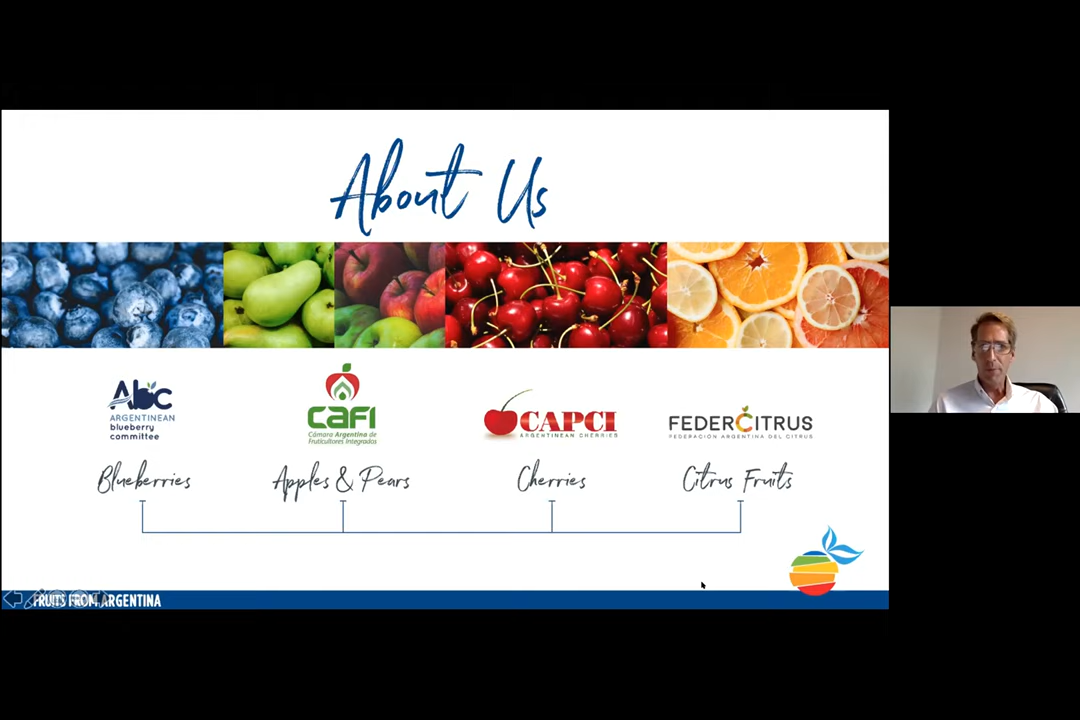 About Us
Abc
ARGENTINEAN
blueberry
committee
CAFI
Cámara Argentina de
Fruticultores Integrados
CAPCI
ARGENTINEAN CHERRIES
FEDERCITRUS
FEDERACIÓN ARGENTINA DEL CITRUS
Blueberries
Apples & Pears
Cherries
Citrus Fruits
FRUITS FROM ARGENTINA